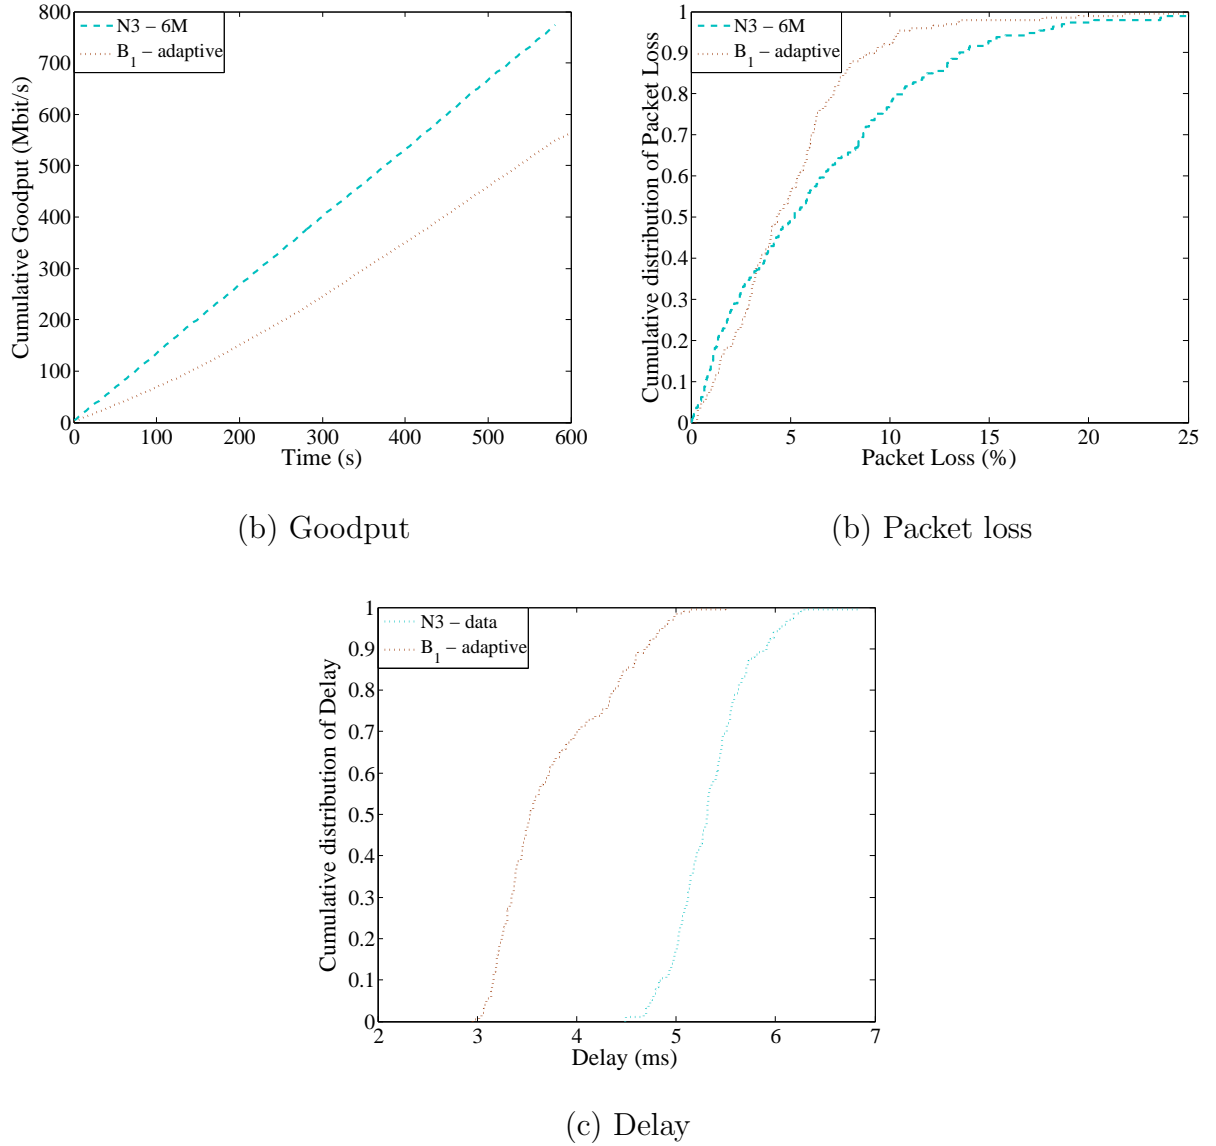 800
700
600
500
400
300
200
100
0
Cumulative Goodput (Mbit/s)
N3 − 6M
B1 − adaptive
0 100 200 300 400 500 600
Time (s)
(b) Goodput
1
0.9
0.8
0.7
0.6
0.5
0.4
0.3
0.2
0.1
0
Cumulative distribution of Packet Loss
N3 − 6M
B1 − adaptive
0 5 10 15 20 25
Packet Loss (%)
(b) Packet loss
1
0.9
0.8
0.7
0.6
0.5
0.4
0.3
0.2
0.1
0
Cumulative distribution of Delay
N3 − data
B1 − adaptive
2 3 4 5 6 7
Delay (ms)
(c) Delay